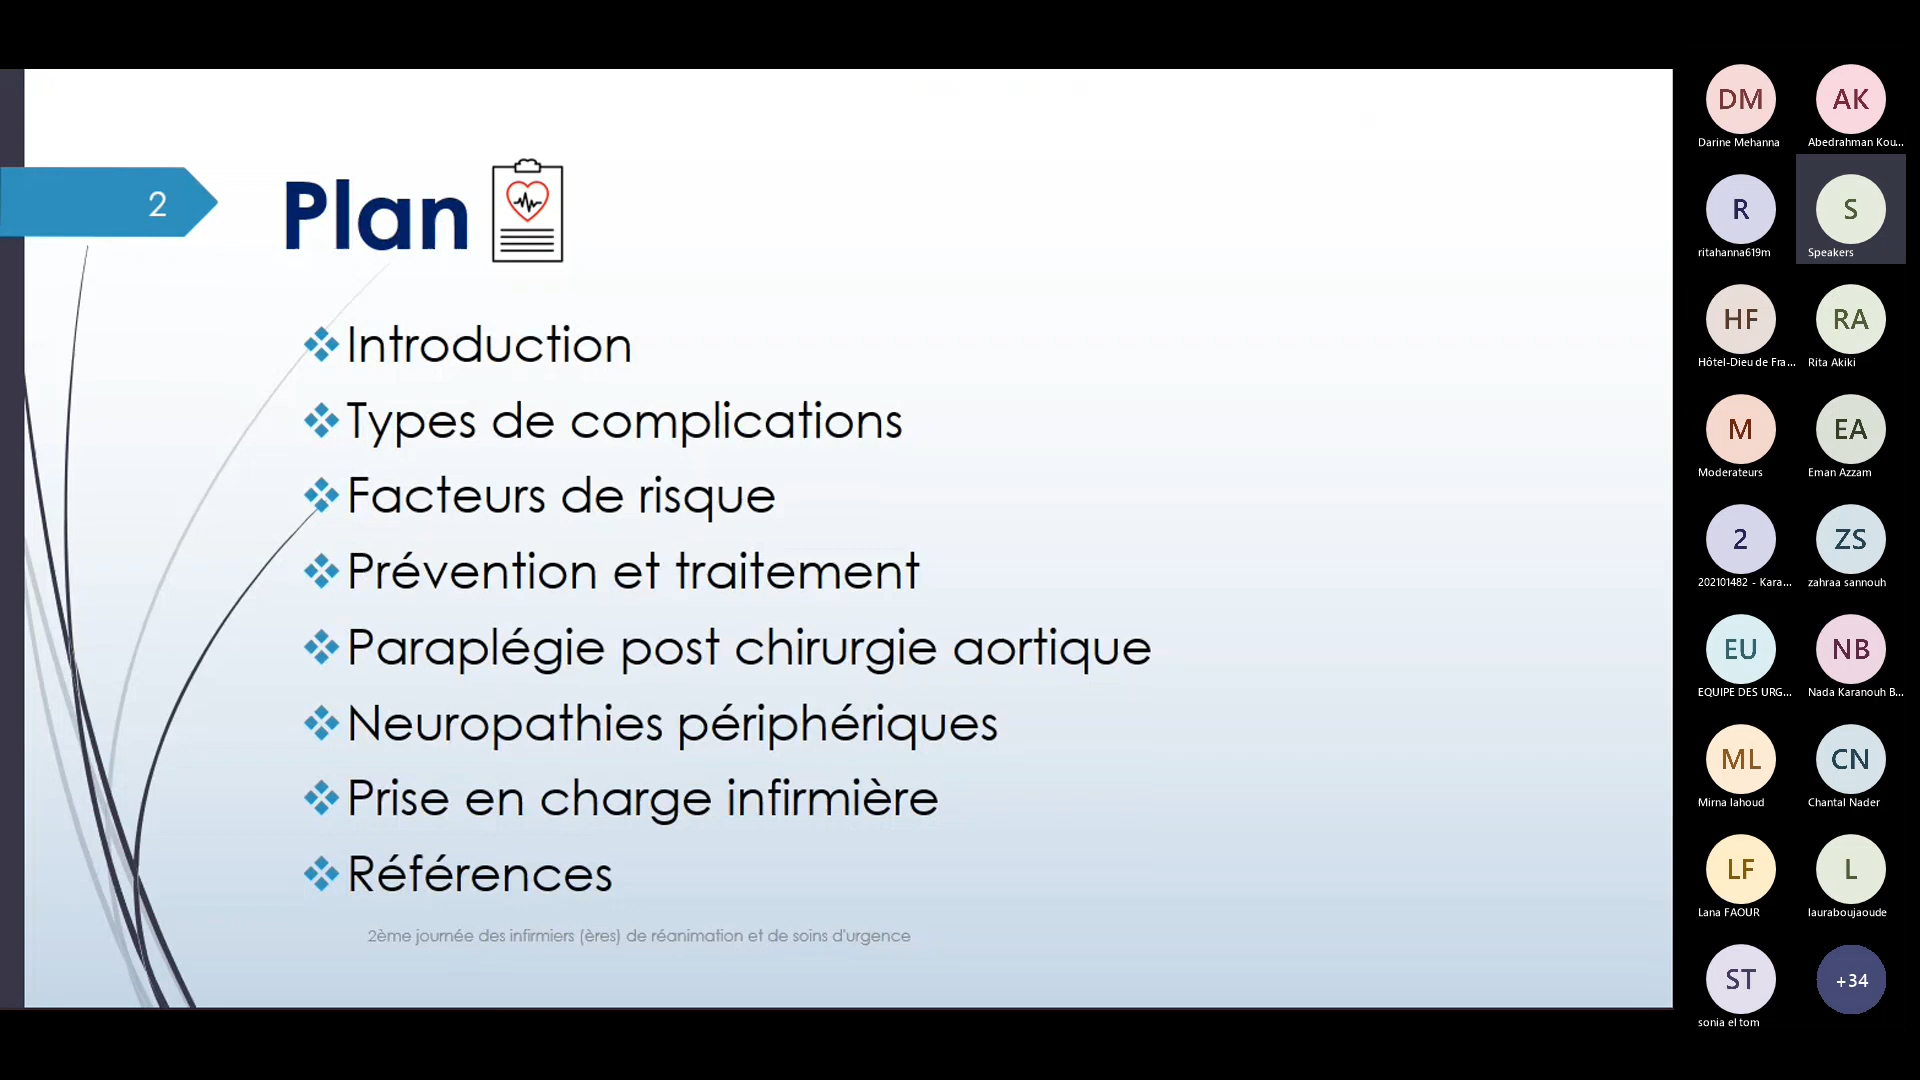 2
Plan
Introduction
Types de complications
Facteurs de risque
Prévention et traitement
Paraplégie post chirurgie aortique
Neuropathies périphériques
Prise en charge infirmière
Références
2ème journée des infirmiers (ères) de réanimation et de soins d'urgence
DM
Darine Mehanna
AK
Abedrahman Kou...
R
ritahanna619m
S
Speakers
HF
Hôtel-Dieu de Fra...
RA
Rita Akiki
M
Moderateurs
EA
Eman Azzam
2
202101482 - Kara...
ZS
zahraa sannouh
EU
EQUIPE DES URG...
NB
Nada Karanouh B...
ML
Mirna lahoud
CN
Chantal Nader
LF
Lana FAOUR
L
lauraboujaoude
ST
sonia el tom
+34